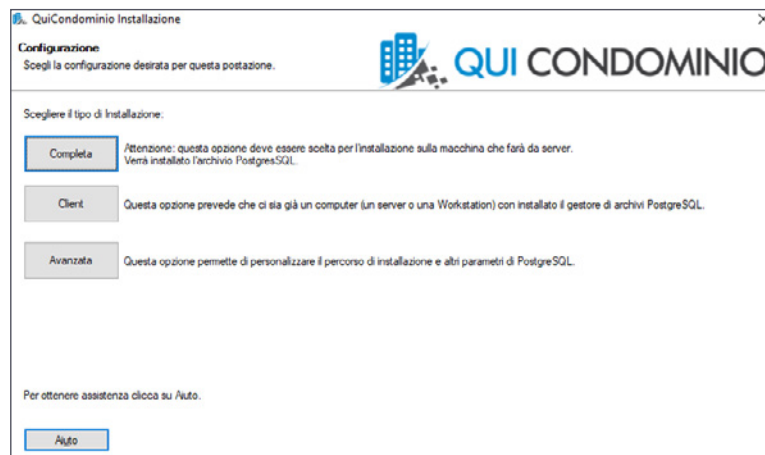 QuiCondominio Installazione
Configurazione
Scegli la configurazione desiderata per questa postazione.
QUI CONDOMINIO
Scegliere il tipo di Installazione:
Completa
Attenzione: questa opzione deve essere scelta per l'installazione sulla macchina che farà da server.
Verrà installato l'archivio PostgresSQL.
Client
Questa opzione prevede che ci sia già un computer (un server o una Workstation) con installato il gestore di archivi PostgreSQL.
Avanzata
Questa opzione permette di personalizzare il percorso di installazione e altri parametri di PostgreSQL.
Per ottenere assistenza clicca su Aiuto.
Aiuto